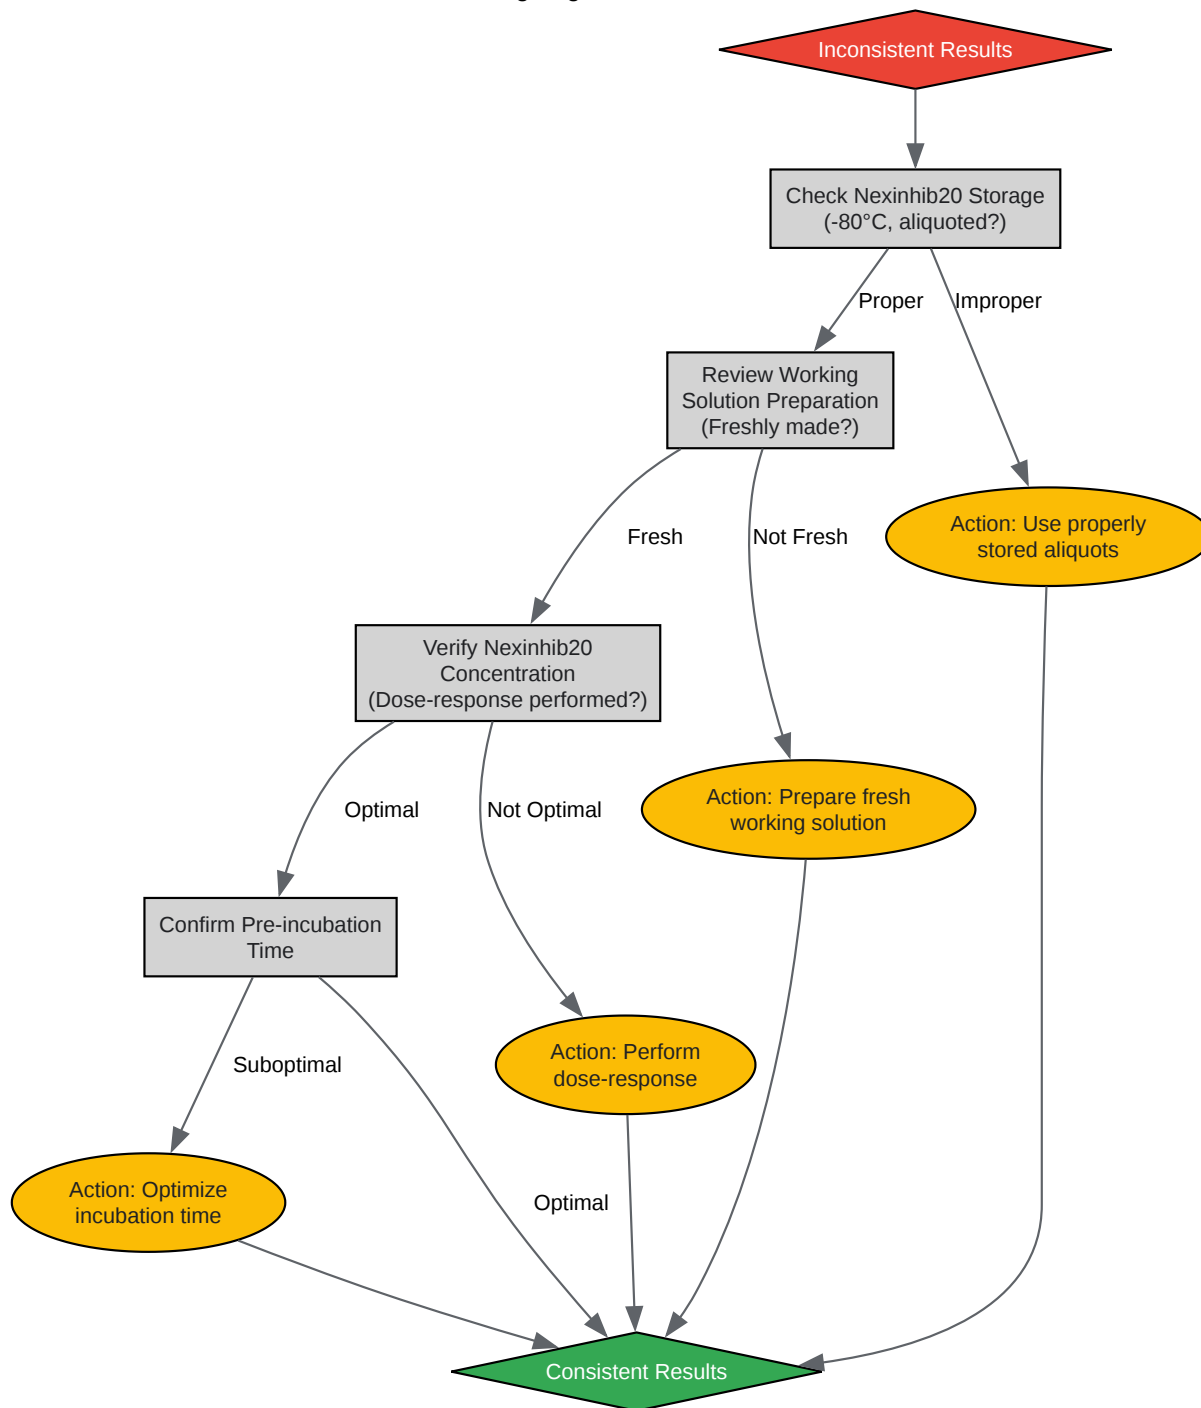 Inconsistent Results
Check Nexinhib20 Storage
(-80°C, aliquoted?)
Proper
Improper
Review Working
Solution Preparation
(Freshly made?)
Fresh
Not Fresh
Action: Use properly
stored aliquots
Verify Nexinhib20
Concentration
(Dose-response performed?)
Optimal
Not Optimal
Action: Prepare fresh
working solution
Confirm Pre-incubation
Time
Suboptimal
Action: Perform
dose-response
Action: Optimize
incubation time
Optimal
Consistent Results